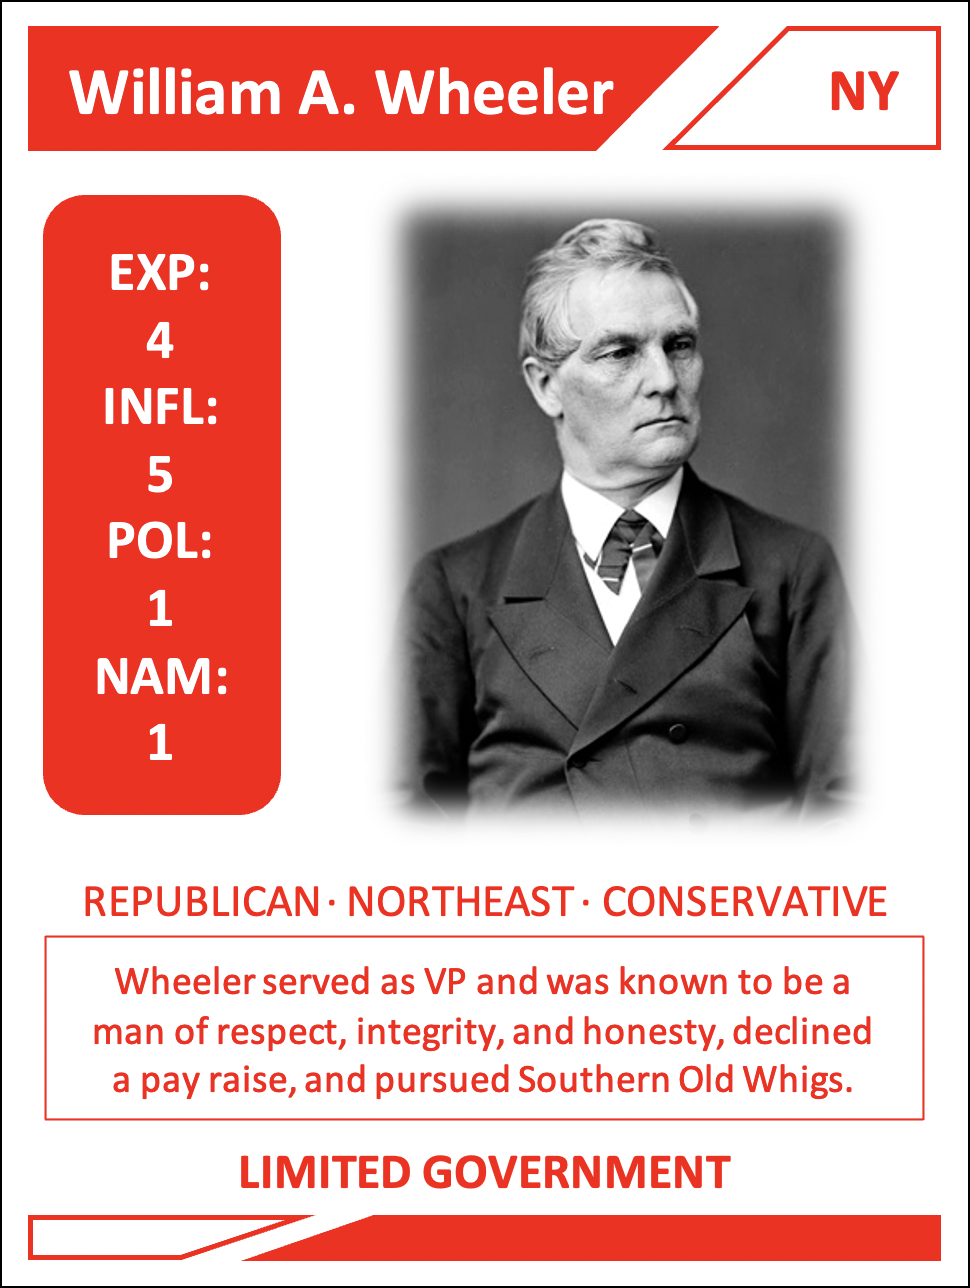 William A. Wheeler
NY
EXP:
4
INFL:
5
POL:
1
NAM:
1
REPUBLICAN · NORTHEAST · CONSERVATIVE
Wheeler served as VP and was known to be a
man of respect, integrity, and honesty, declined
a pay raise, and pursued Southern Old Whigs.
LIMITED GOVERNMENT